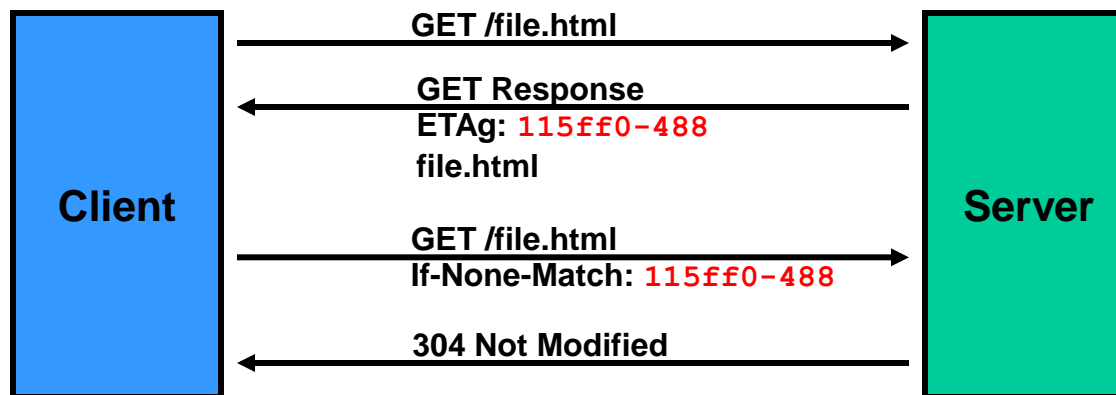 GET /file.html
GET Response
ETAg: 115ff0-488
file.html
Client
Server
GET /file.html
If-None-Match: 115ff0-488
304 Not Modified